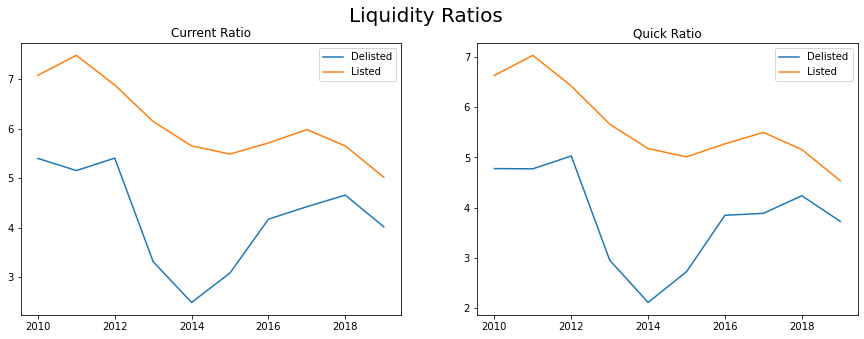 Liquidity Ratios
Current Ratio
Delisted
Listed
7
6
5
4
3
2010 2012 2014 2016 2018
Quick Ratio
Delisted
Listed
7
6
5
4
3
2
2010 2012 2014 2016 2018